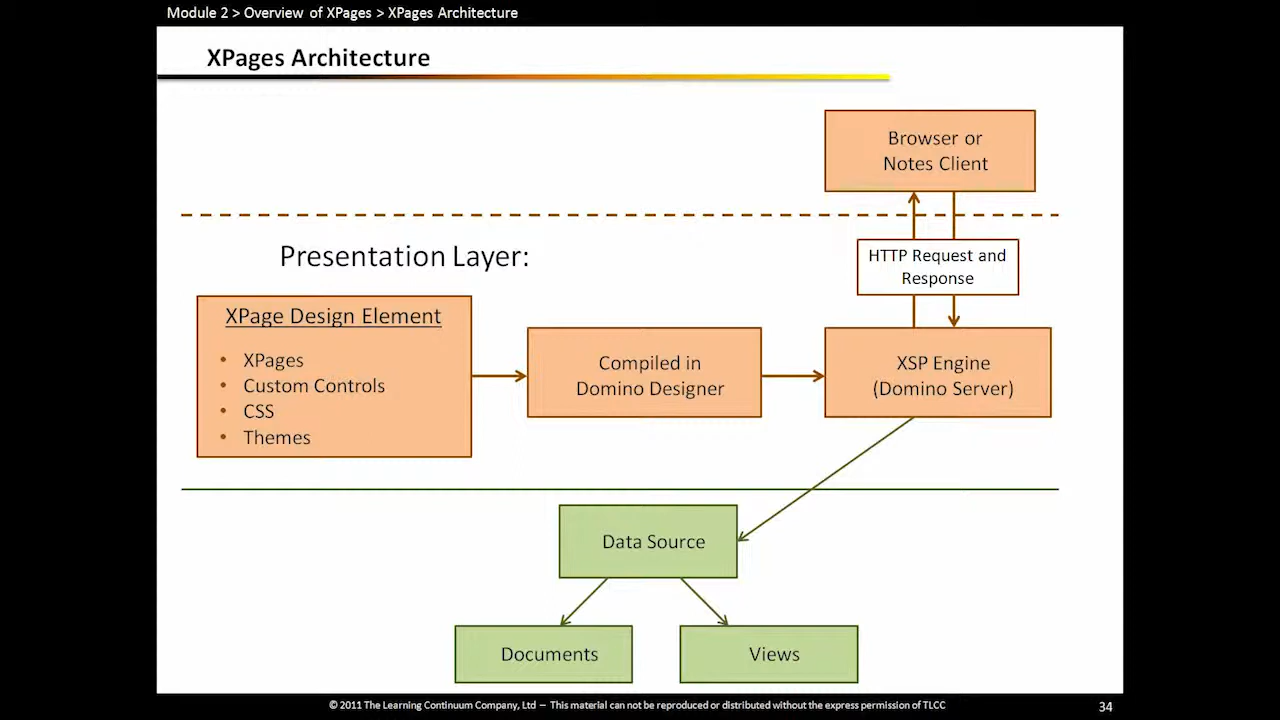 Module 2 > Overview of XPages > XPages Architecture
XPages Architecture
Browser or
Notes Client
HTTP Request and
Response
Presentation Layer:
XPage Design Element
• XPages
• Custom Controls
• CSS
• Themes
Compiled in
Domino Designer
XSP Engine
(Domino Server)
Data Source
Documents
Views
© 2011 The Learning Continuum Company, Ltd – This material can not be reproduced or distributed without the express permission of TLCC
34